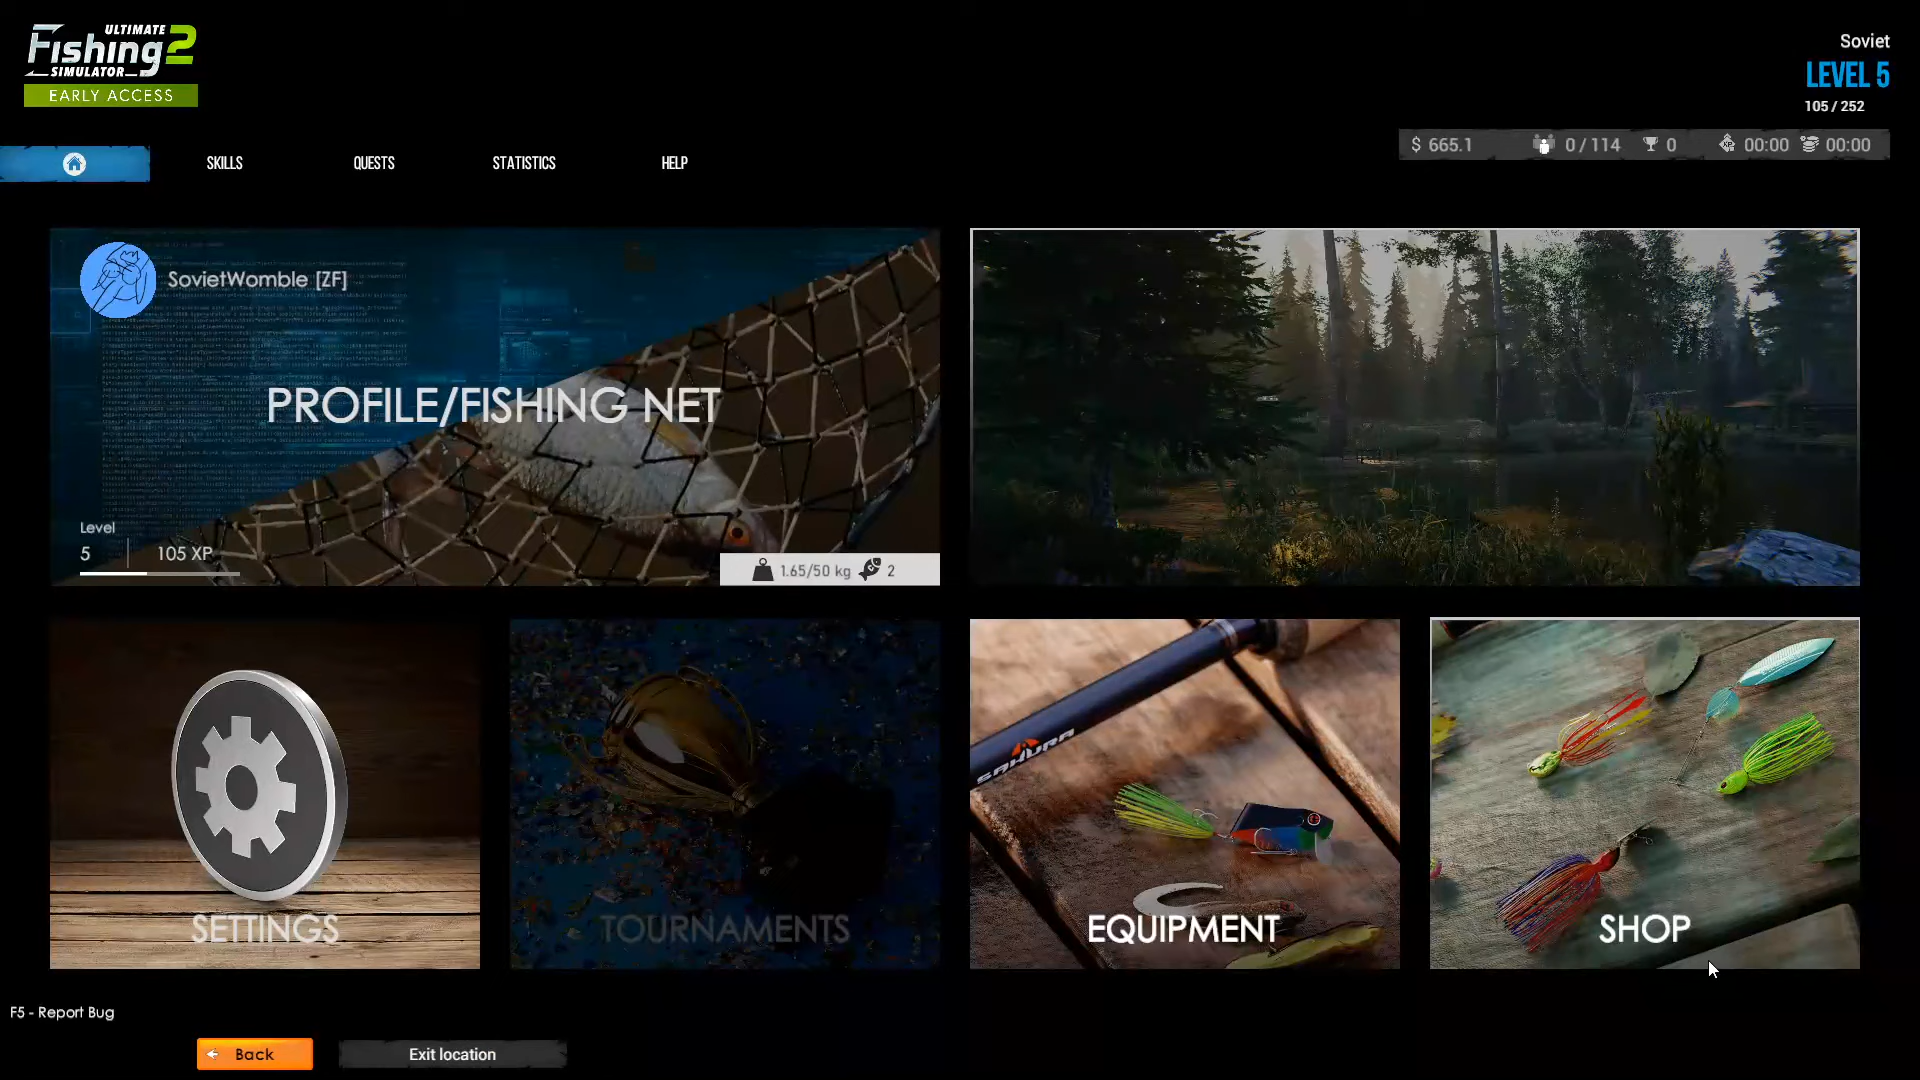 ULTIMATE
Fishing 2
SIMULATOR
EARLY ACCESS
Soviet
LEVEL 5
105 / 252
$ 665.1 0 / 114 0 XP 00:00 00:00
SKILLS QUESTS STATISTICS HELP
SovietWomble [ZF]
PROFILE/FISHING NET
Level
5 105 XP
1.65/50 kg 2
SAKURA
SETTINGS
TOURNAMENTS
EQUIPMENT
SHOP
F5 - Report Bug
Back
Exit location